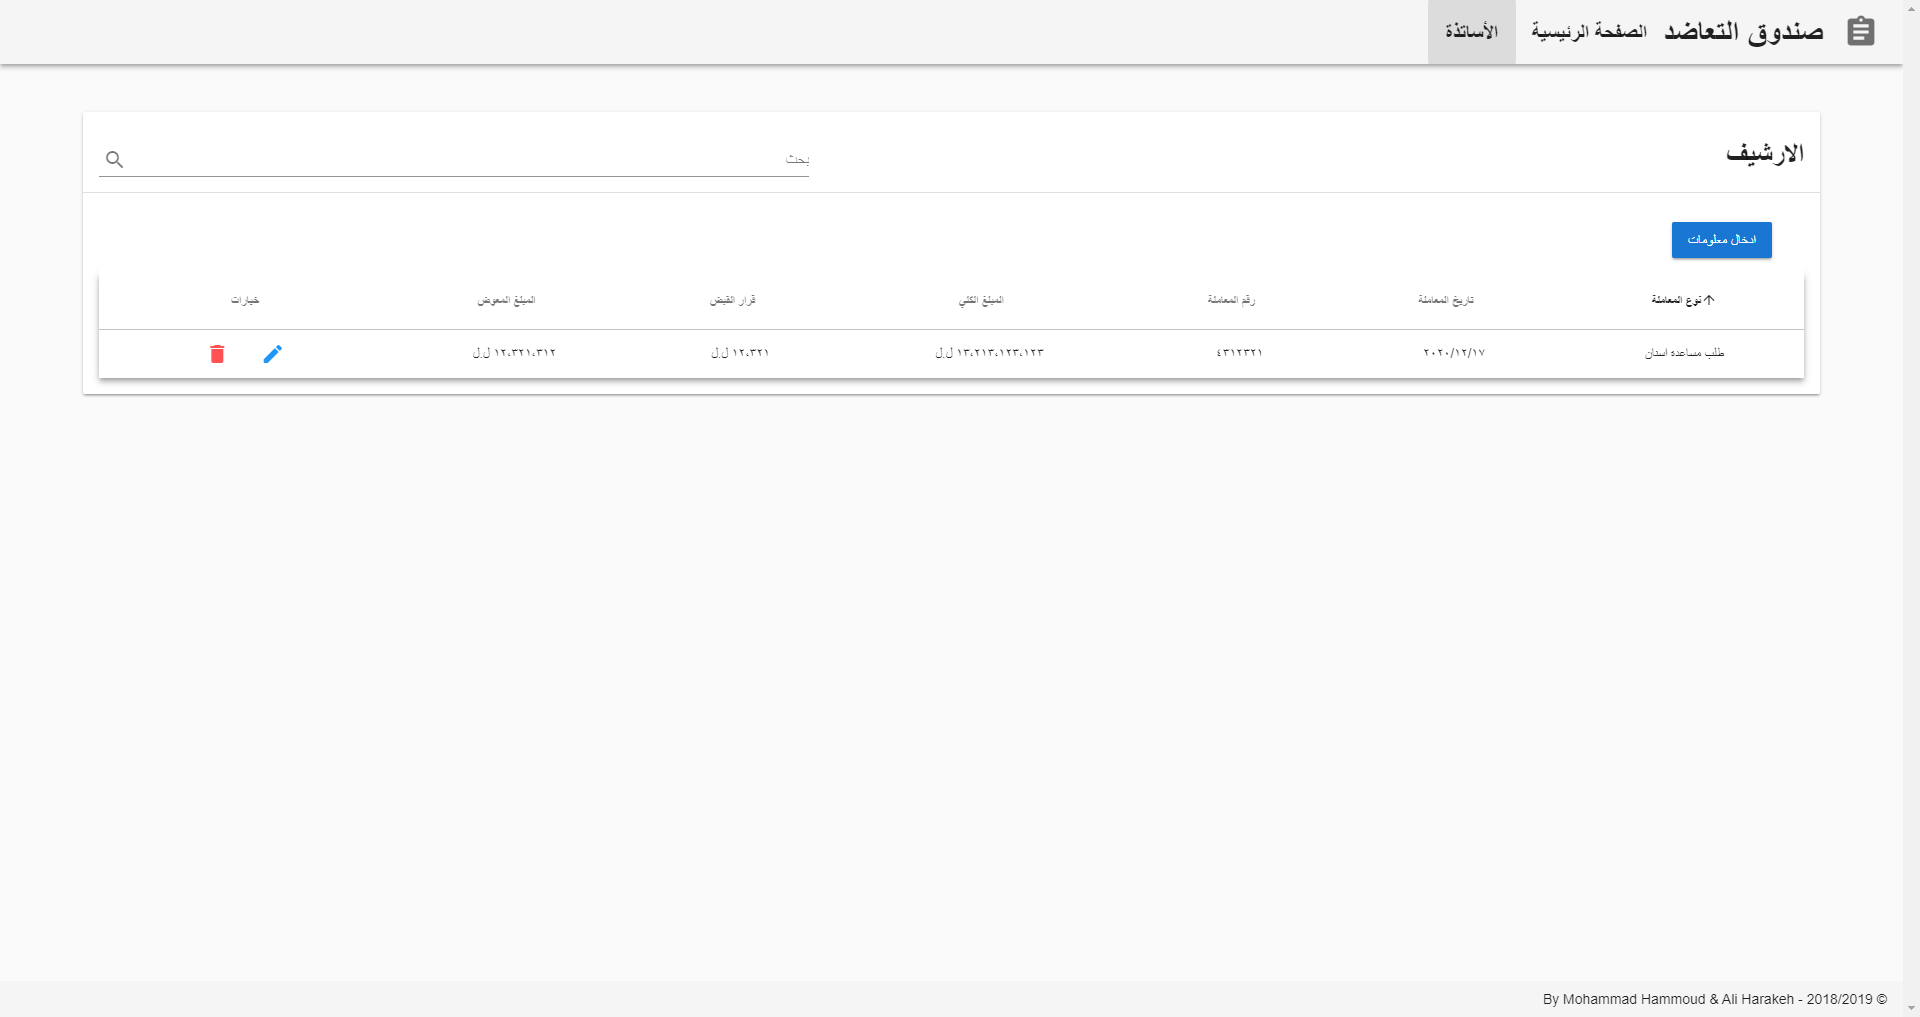 صندوق التعاضد الصفحة الرئيسية الأساتذة
الارشيف
بحث
ادخال معلومات
نوع المعاملة تاريخ المعاملة رقم المعاملة المبلغ الكلي قرار القبض المبلغ المعوض خيارات
طلب مساعدة اسنان ٢٠٢٠/١٢/١٧ ٤٣١٢٣٢١ ١٣،٢١٣،١٢٣،١٢٣ ل.ل ١٢،٣٢١ ل.ل ١٢،٣٢١،٣١٢ ل.ل
By Mohammad Hammoud & Ali Harakeh - 2018/2019 ©